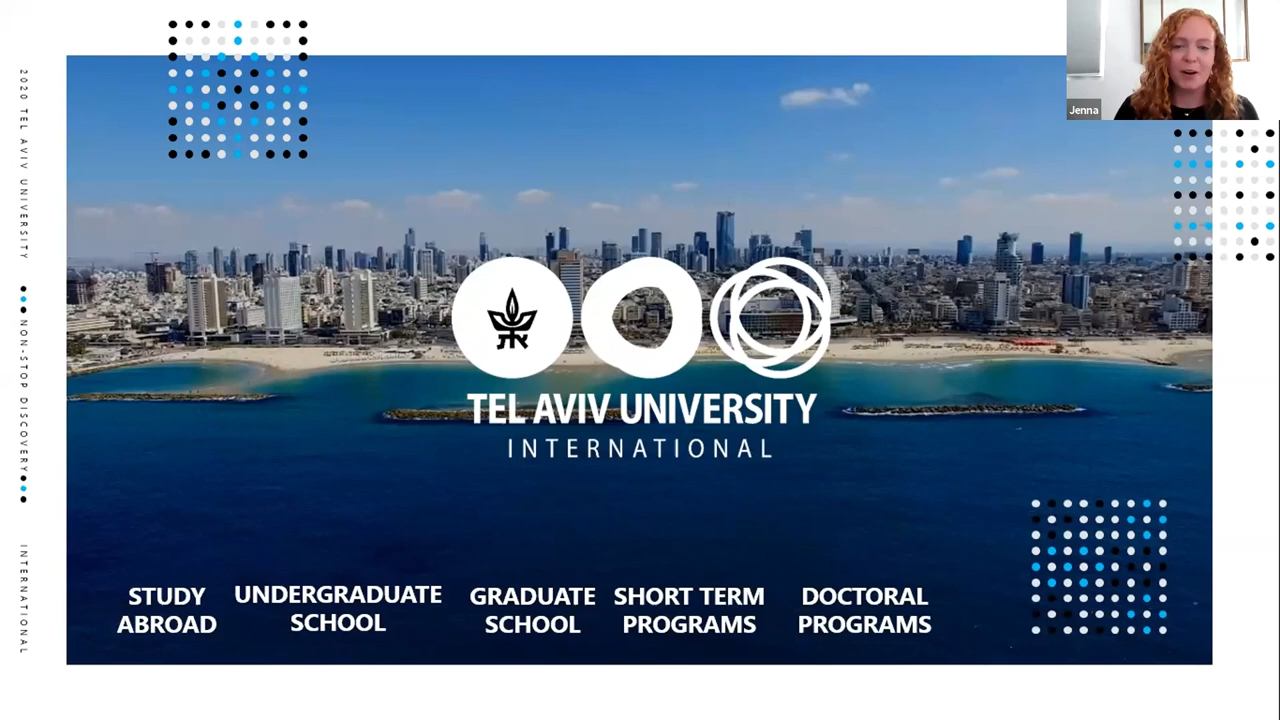 Jenna
2020 TEL AVIV UNIVERSITY
NON-STOP DISCOVERY
INTERNATIONAL
את
TEL AVIV UNIVERSITY
INTERNATIONAL
STUDY
ABROAD
UNDERGRADUATE
SCHOOL
GRADUATE
SCHOOL
SHORT TERM
PROGRAMS
DOCTORAL
PROGRAMS